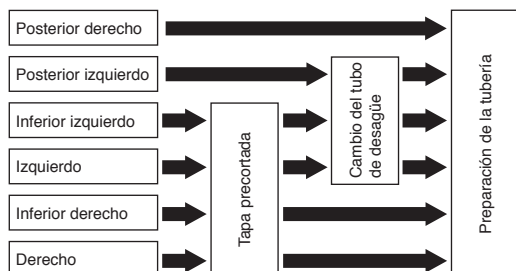 Posterior derecho
Posterior izquierdo
Inferior izquierdo
Izquierdo
Inferior derecho
Derecho
Tapa precortada
Cambio del tubo
de desagüe
Preparación de la tubería